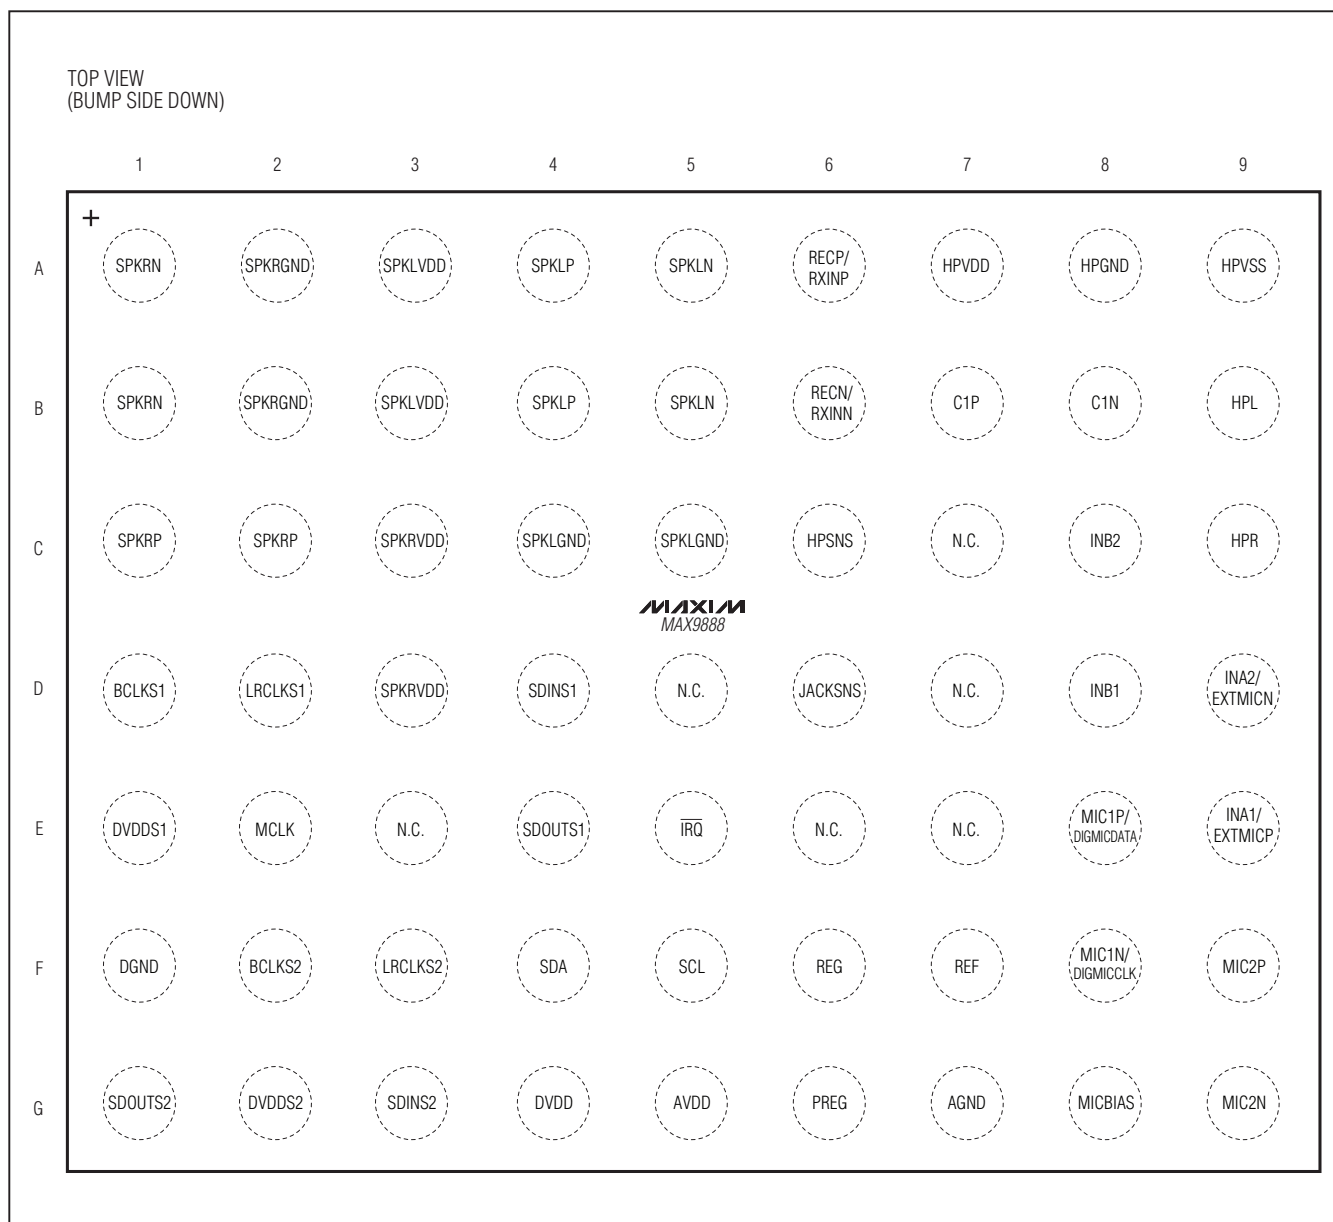 TOP VIEW
(BUMP SIDE DOWN)
1 2 3 4 5 6 7 8 9
+
A SPKRN SPKRGND SPKLVDD SPKLP SPKLN RECP/ HPVDD HPGND HPVSS
RXINP
B SPKRN SPKRGND SPKLVDD SPKLP SPKLN RECN/ C1P C1N HPL
RXINN
C SPKRP SPKRP SPKRVDD SPKLGND SPKLGND HPSNS N.C. INB2 HPR
MAXIM
MAX9888
D BCLKS1 LRCLKS1 SPKRVDD SDINS1 N.C. JACKSNS N.C. INB1 INA2/
EXTMICN
E DVDDS1 MCLK N.C. SDOUTS1 I̅R̅Q̅ N.C. N.C. MIC1P/ INA1/
DIGMICDATA EXTMICP
F DGND BCLKS2 LRCLKS2 SDA SCL REG REF MIC1N/ MIC2P
DIGMICCLK
G SDOUTS2 DVDDS2 SDINS2 DVDD AVDD PREG AGND MICBIAS MIC2N